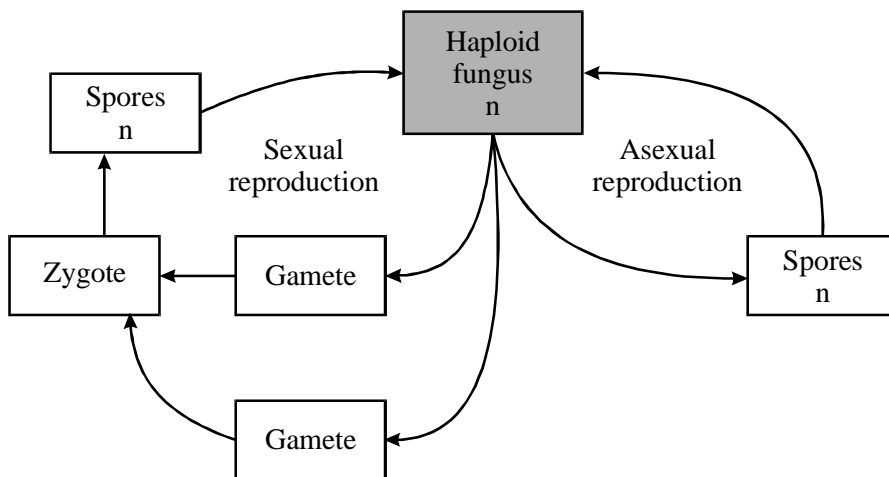 Haploid
fungus
n
Spores
n
Sexual
reproduction
Asexual
reproduction
Zygote
Gamete
Spores
n
Gamete